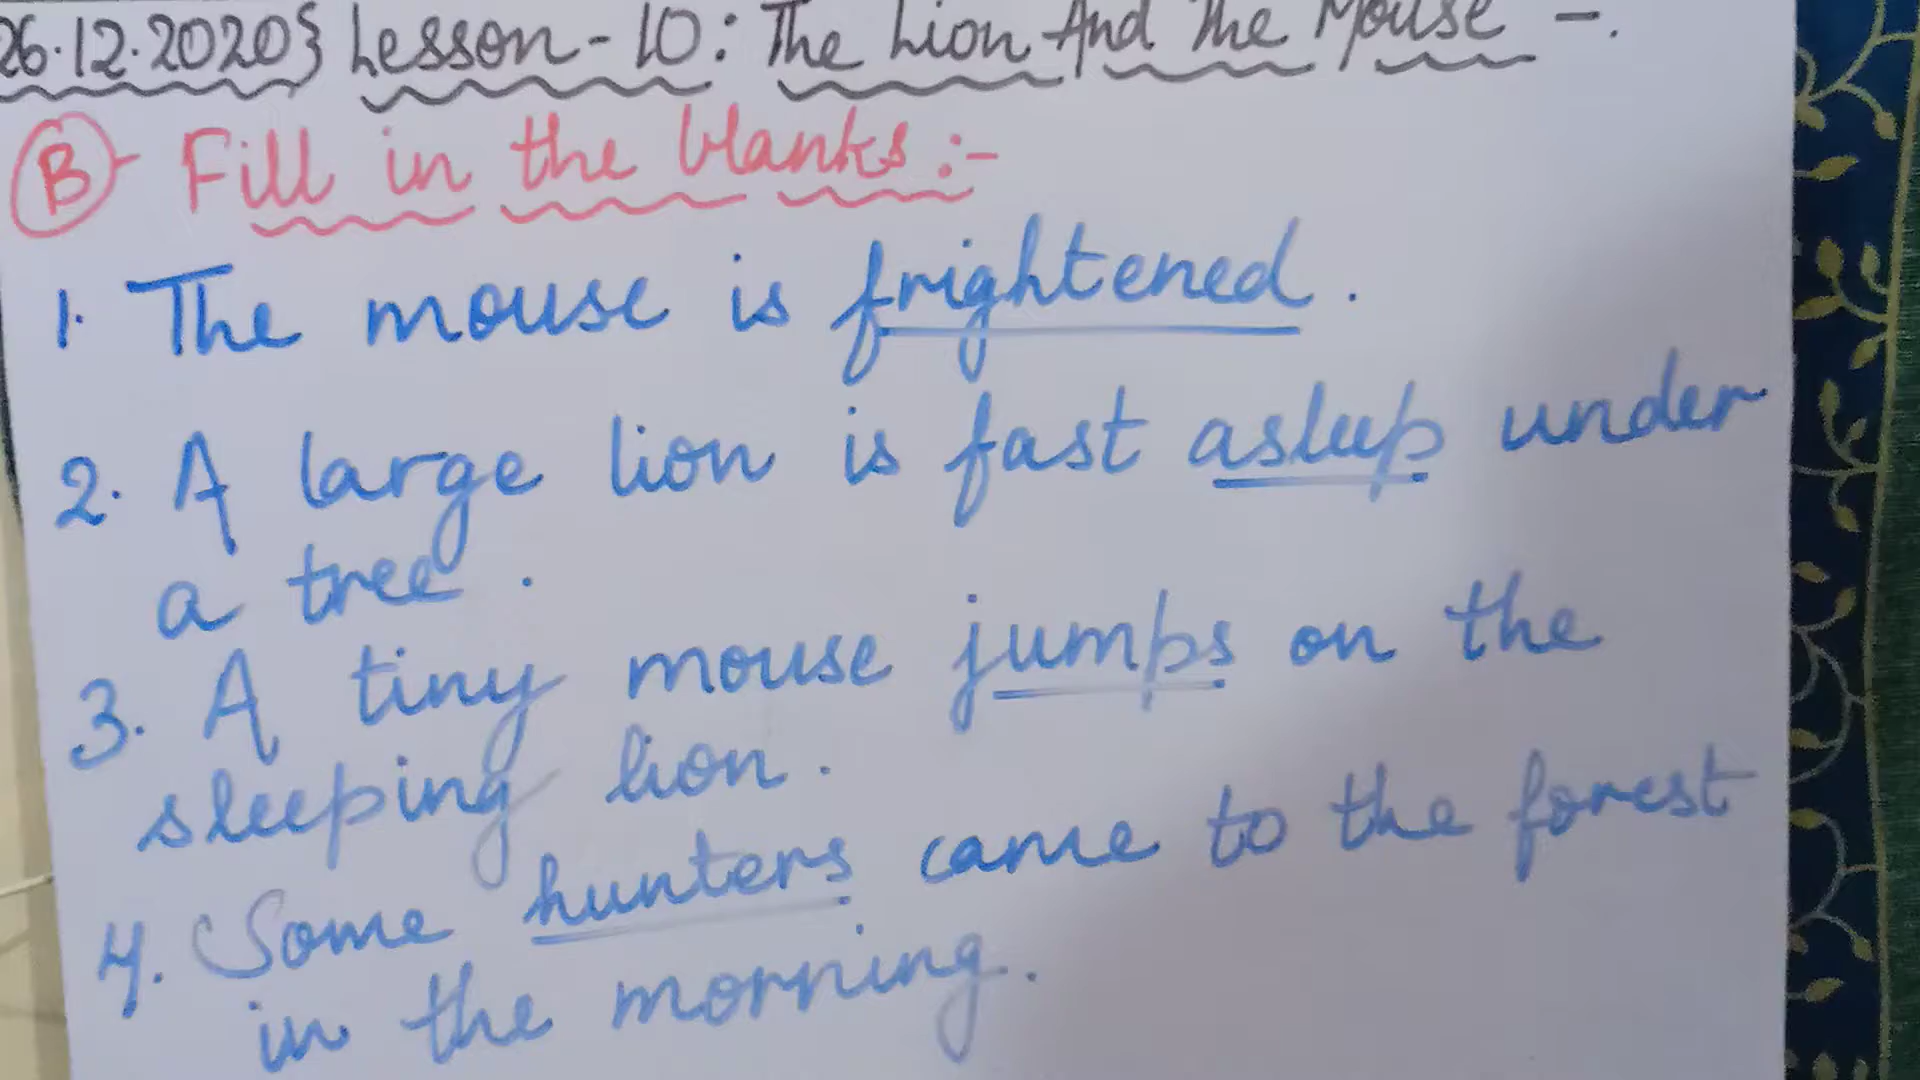 26.12.2020} Lesson-10: The Lion And The Mouse -.
B- Fill in the blanks:-
1. The mouse is frightened.
2. A large lion is fast asleep under
a tree.
3. A tiny mouse jumps on the
sleeping lion.
4. Some hunters came to the forest
in the morning.